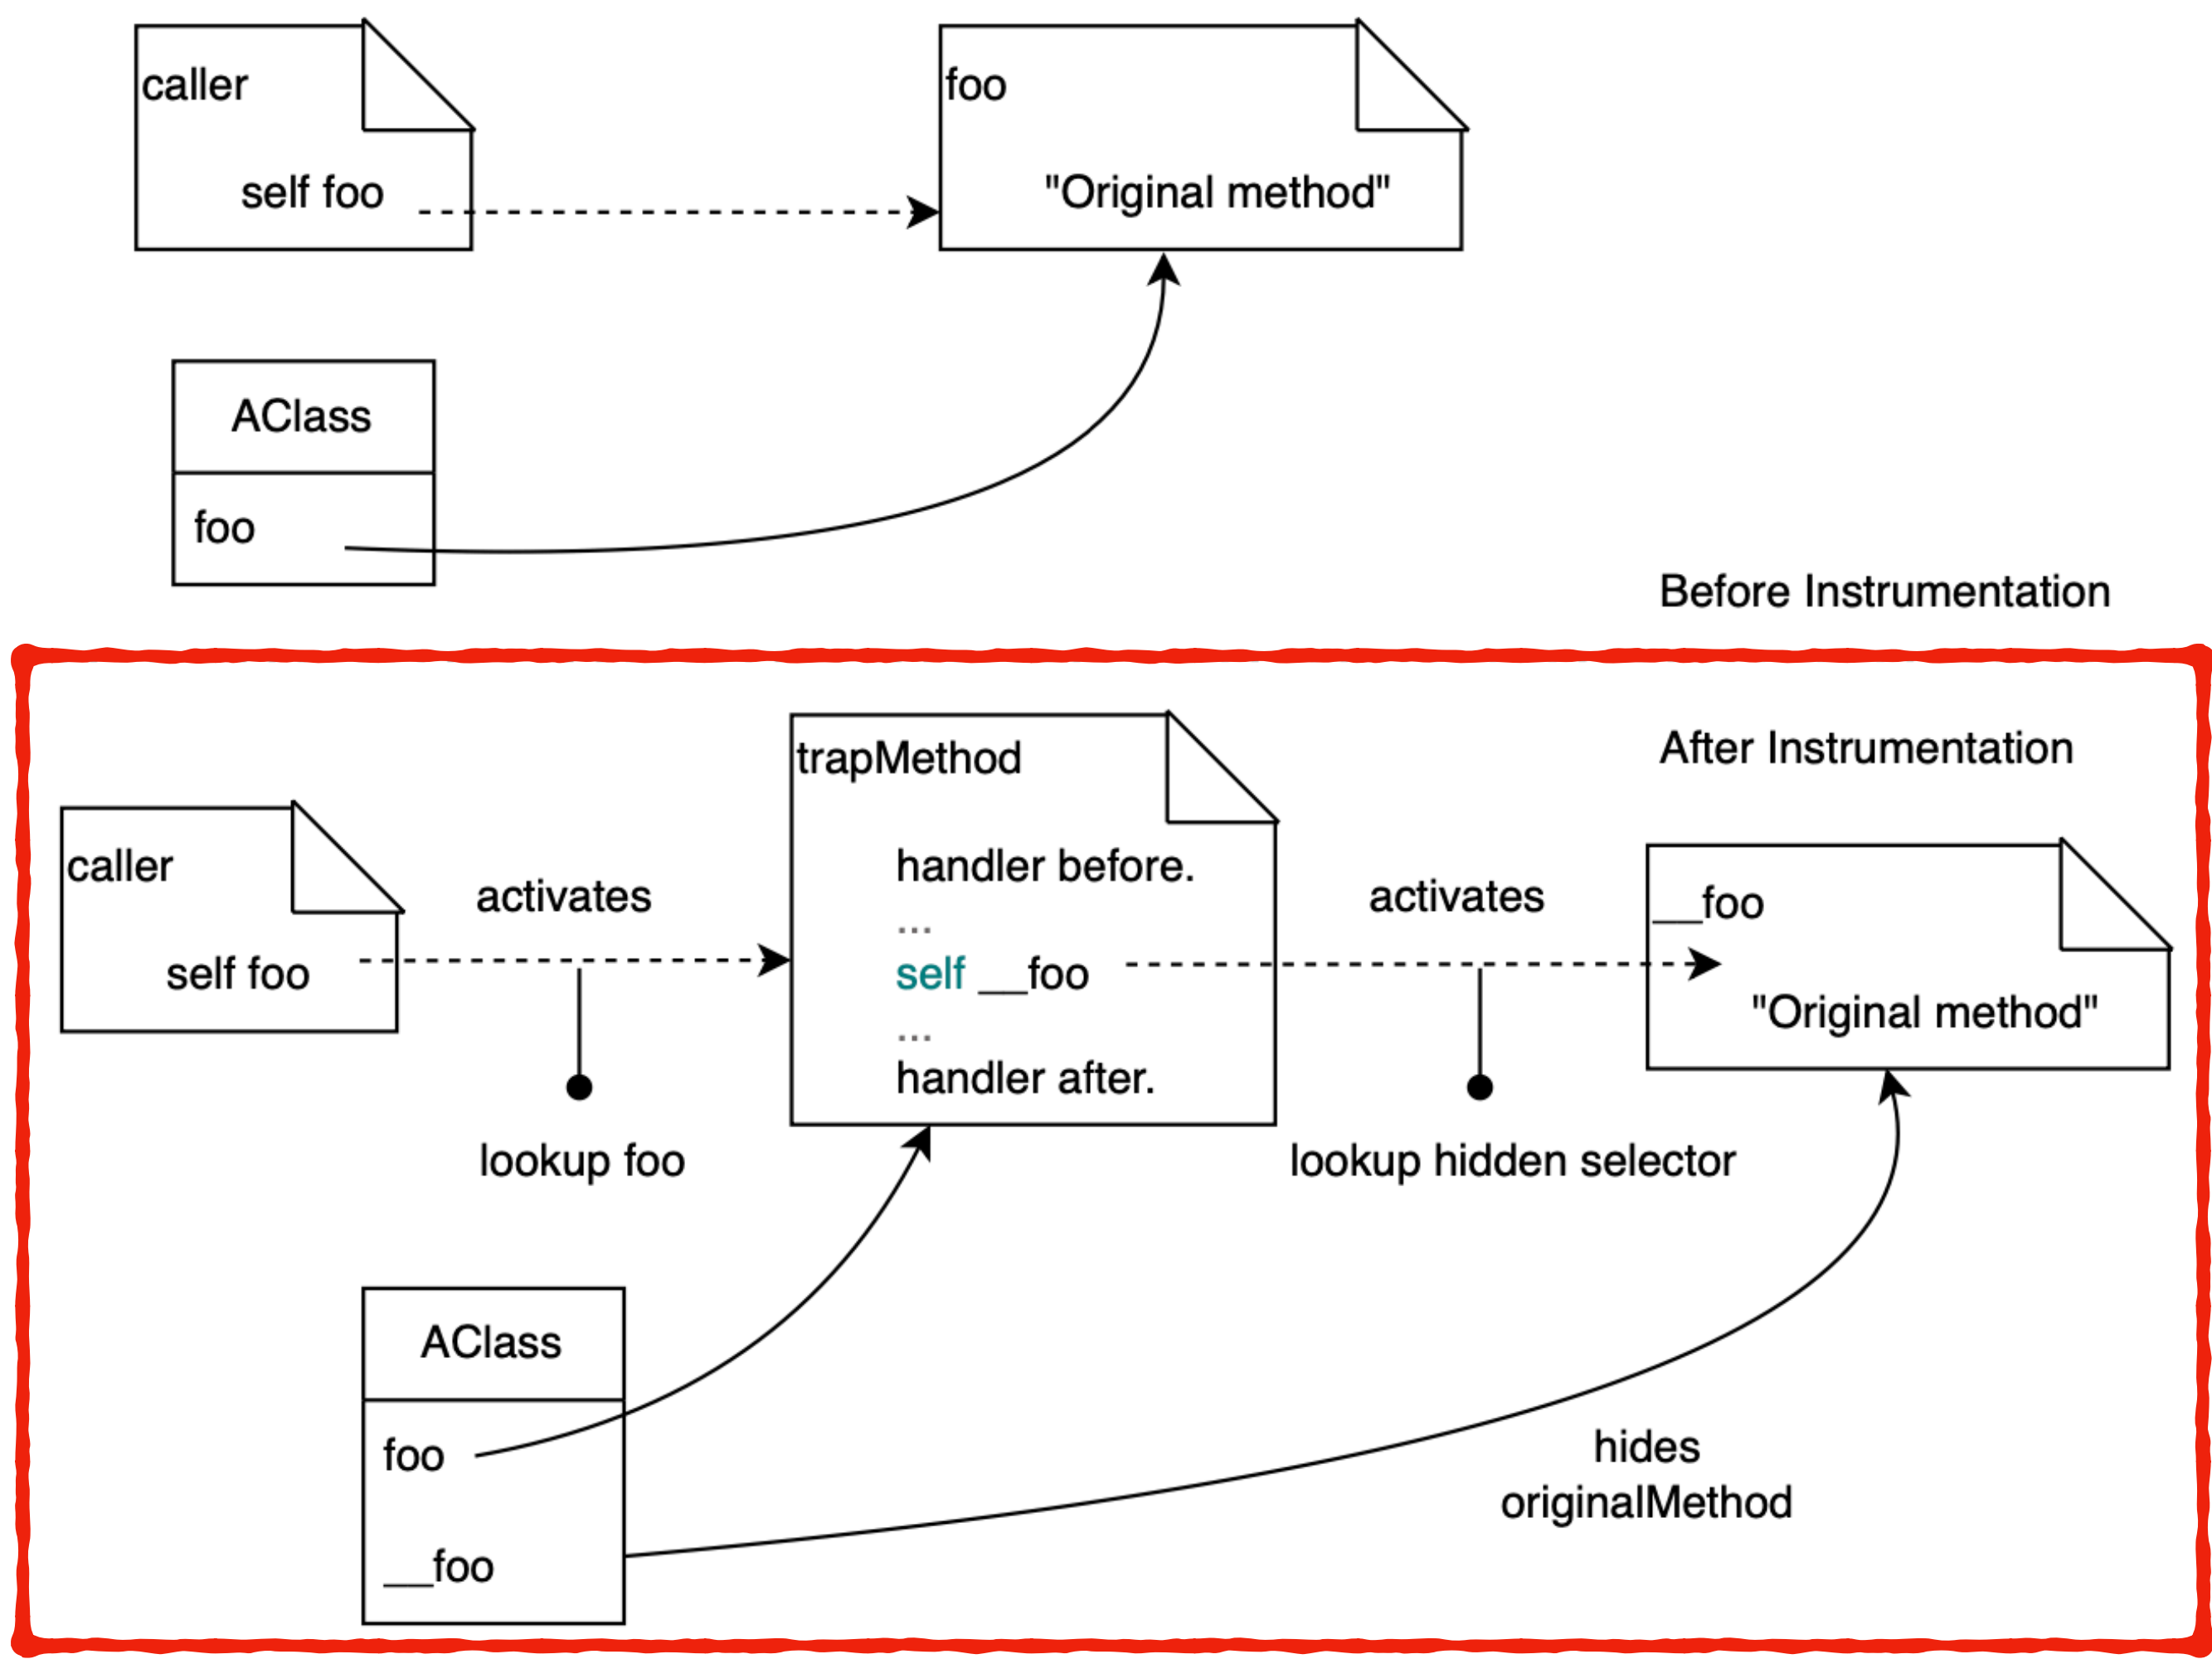 caller
self foo
foo
"Original method"
AClass
foo
Before Instrumentation
After Instrumentation
caller
self foo
activates
lookup foo
trapMethod
handler before.
...
self __foo
...
handler after.
activates
lookup hidden selector
__foo
"Original method"
AClass
foo
__foo
hides
originalMethod